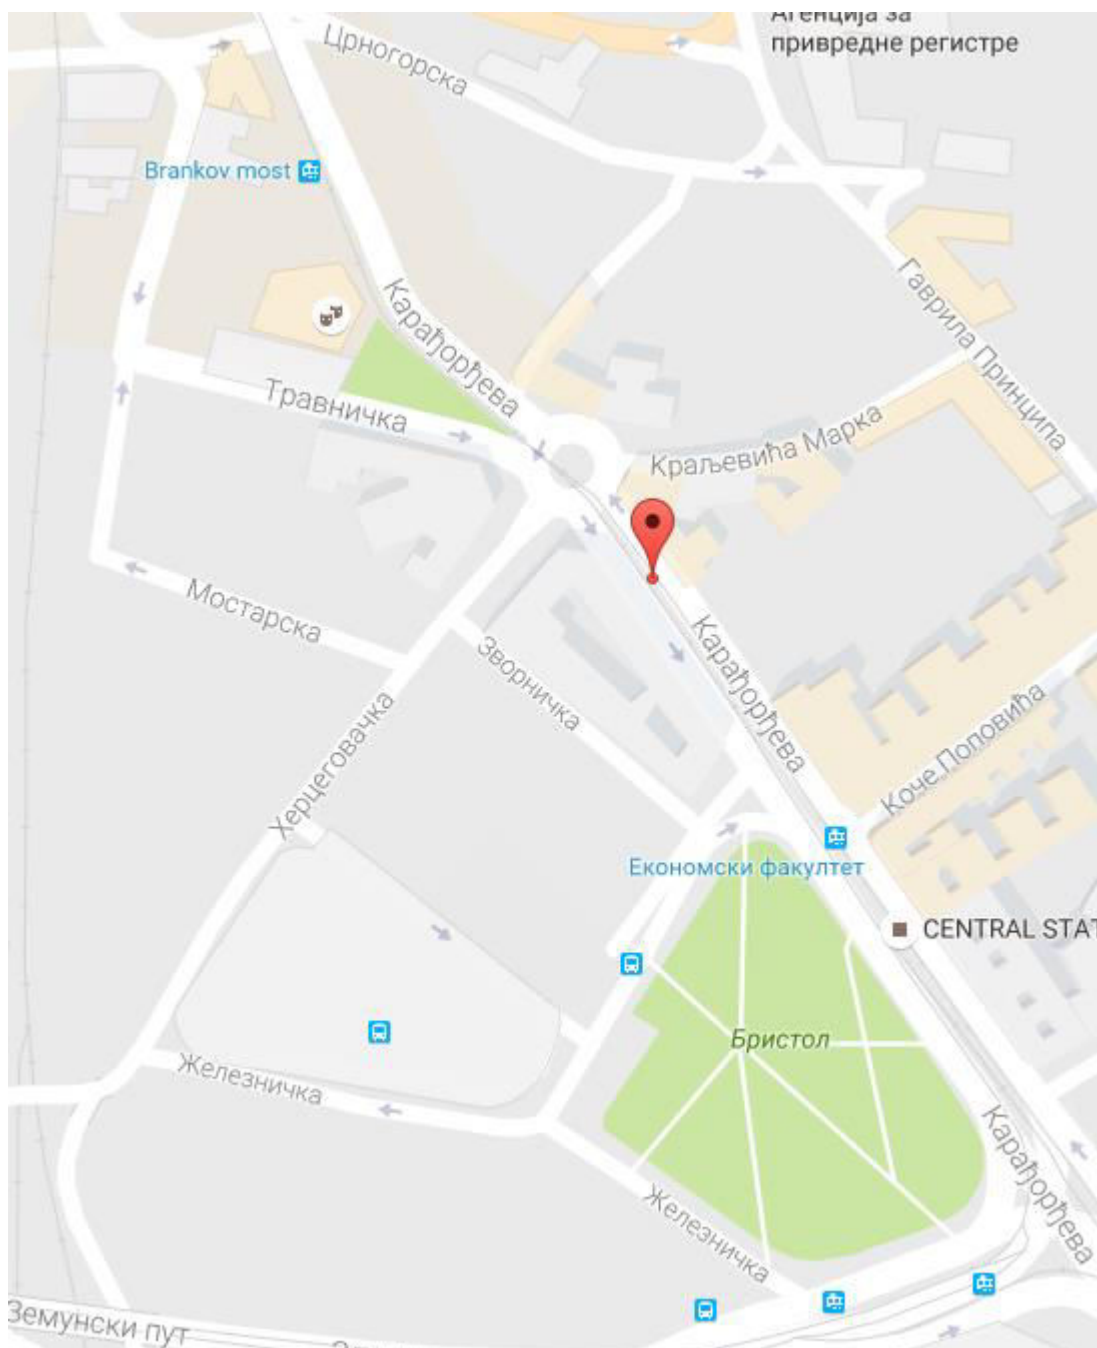 Агенција за
привредне регистре
Црногорска
Brankov most
Гаврила Принципа
Карађорђева
Травничка
Краљевића Марка
Мостарска
Зворничка
Карађорђева
Херцеговачка
Коче Поповића
Економски факултет
CENTRAL STAT
Бристол
Железничка
Карађорђева
Железничка
Земунски пут